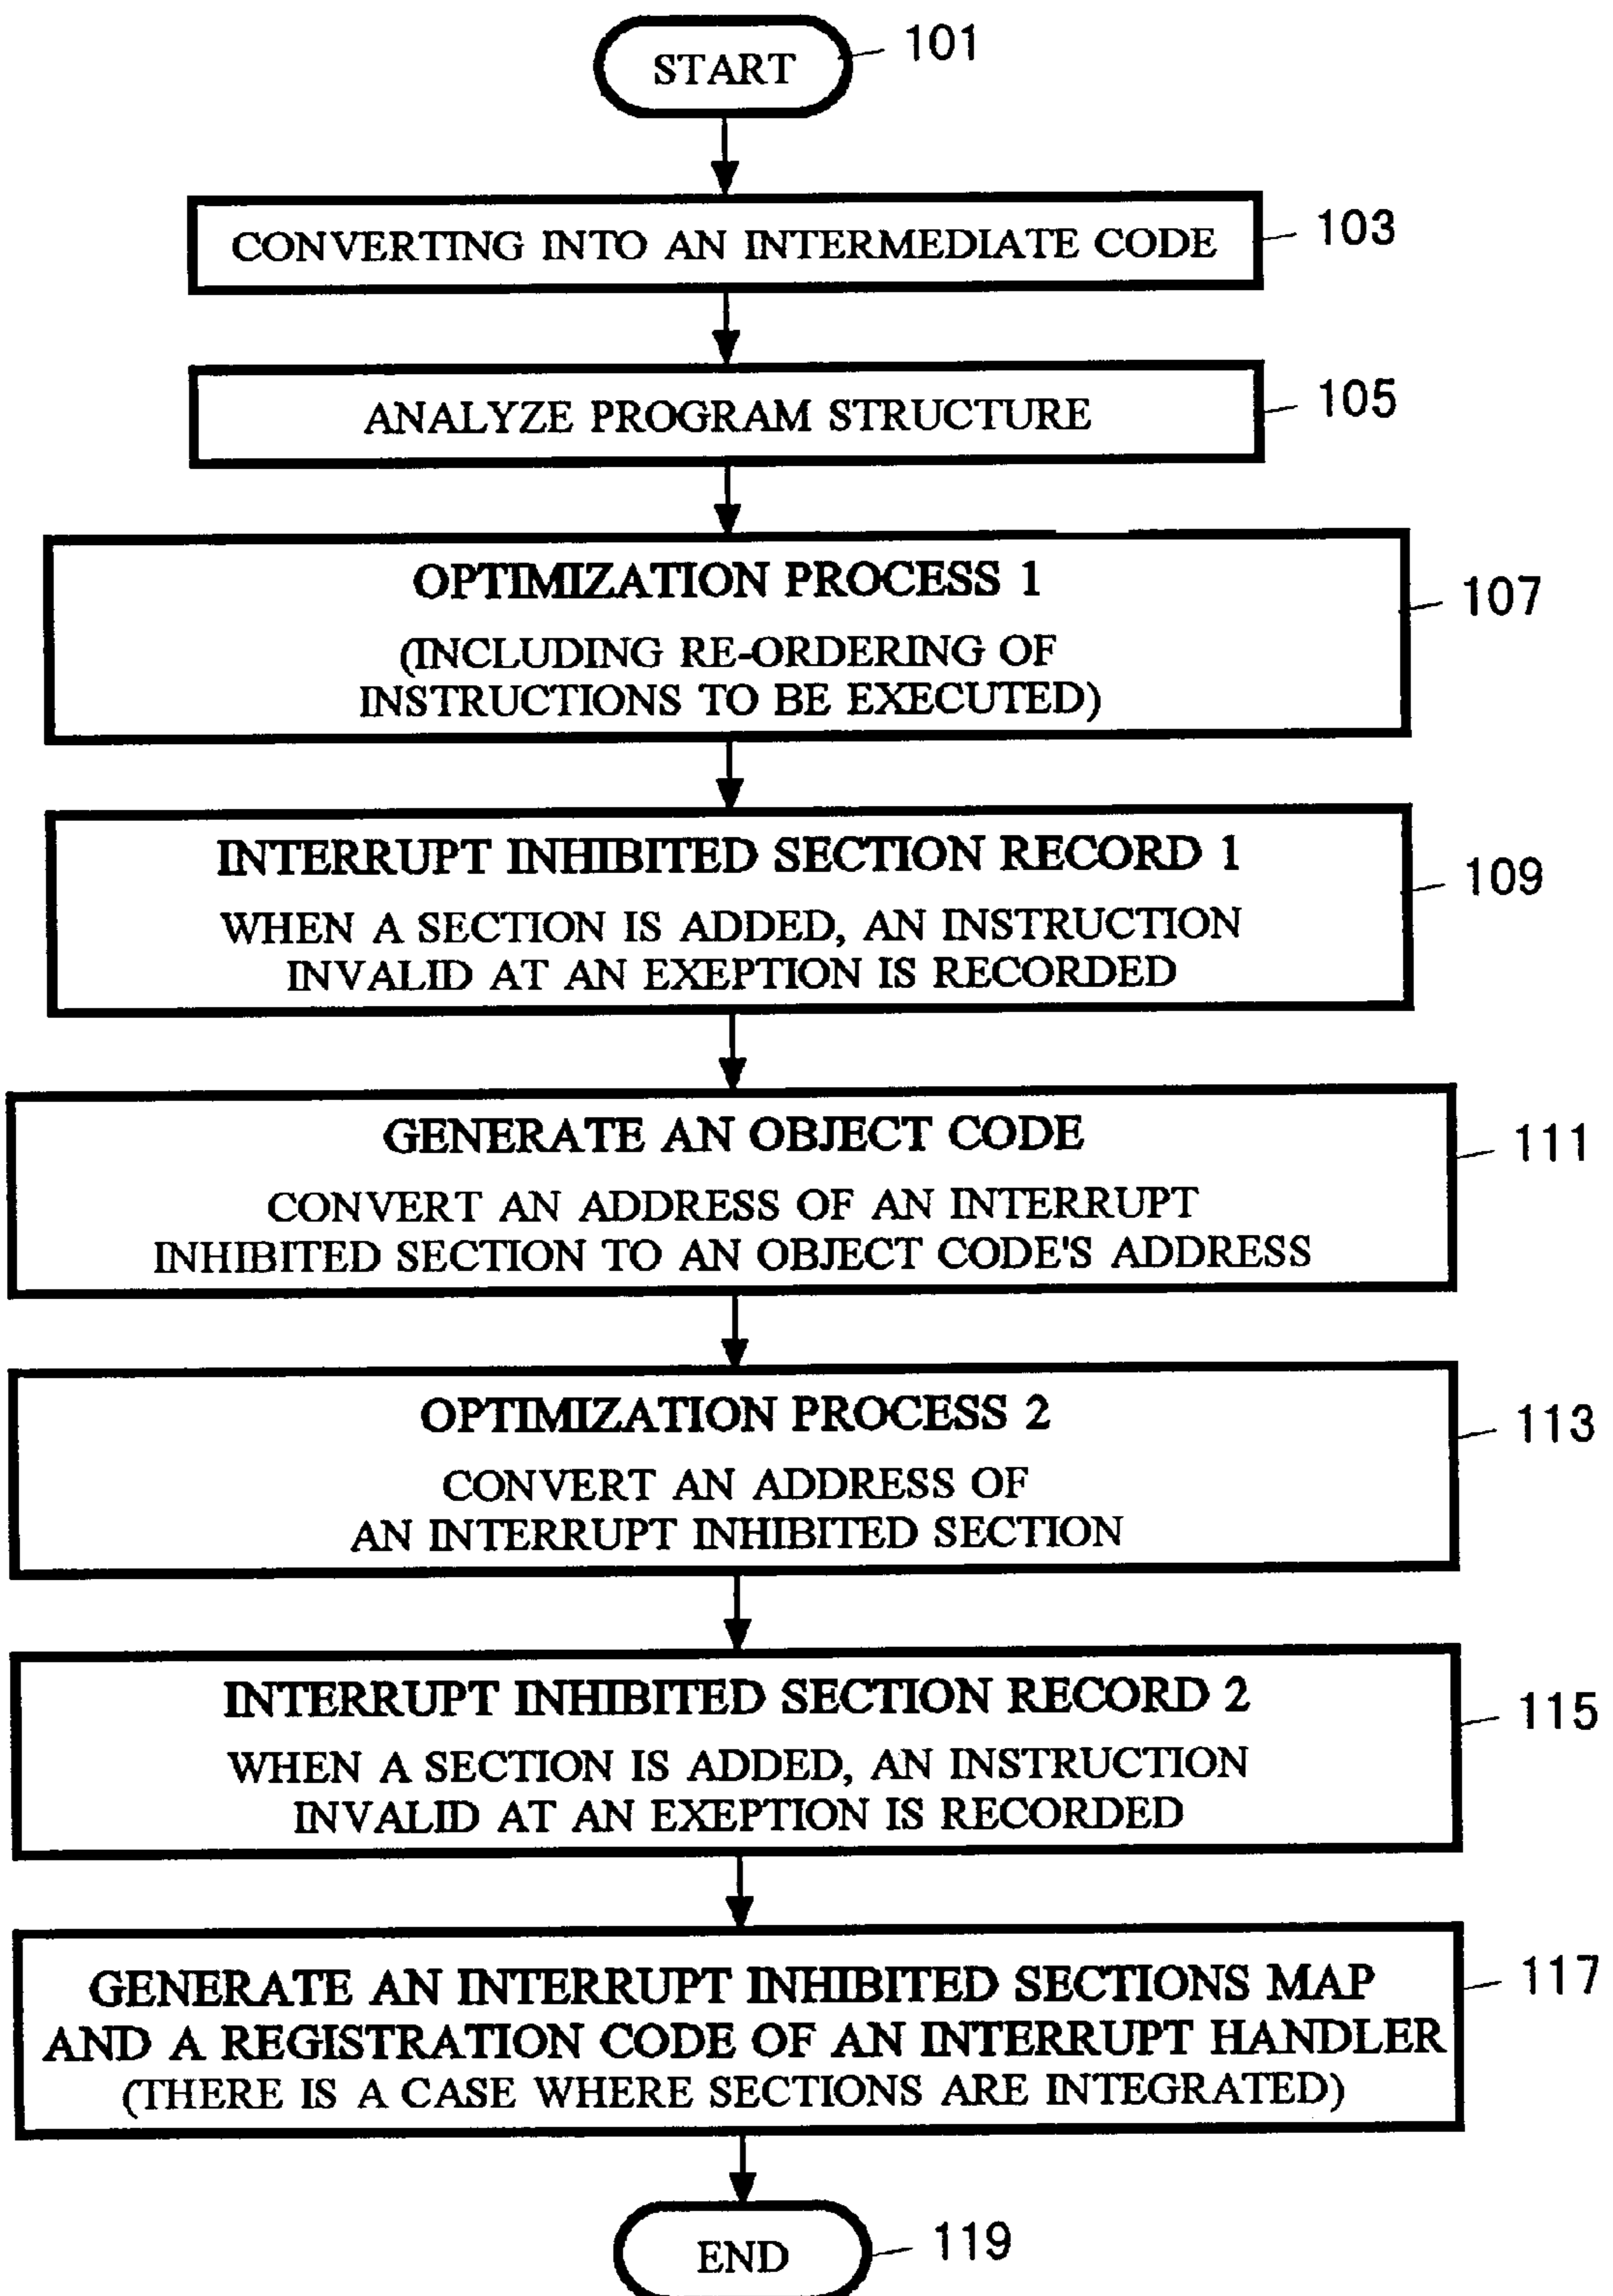 START
101
CONVERTING INTO AN INTERMEDIATE CODE
103
ANALYZE PROGRAM STRUCTURE
105
OPTIMIZATION PROCESS 1
(INCLUDING RE-ORDERING OF
INSTRUCTIONS TO BE EXECUTED)
107
INTERRUPT INHIBITED SECTION RECORD 1
WHEN A SECTION IS ADDED, AN INSTRUCTION
INVALID AT AN EXEPTION IS RECORDED
109
GENERATE AN OBJECT CODE
CONVERT AN ADDRESS OF AN INTERRUPT
INHIBITED SECTION TO AN OBJECT CODE'S ADDRESS
111
OPTIMIZATION PROCESS 2
CONVERT AN ADDRESS OF
AN INTERRUPT INHIBITED SECTION
113
INTERRUPT INHIBITED SECTION RECORD 2
WHEN A SECTION IS ADDED, AN INSTRUCTION
INVALID AT AN EXEPTION IS RECORDED
115
GENERATE AN INTERRUPT INHIBITED SECTIONS MAP
AND A REGISTRATION CODE OF AN INTERRUPT HANDLER
(THERE IS A CASE WHERE SECTIONS ARE INTEGRATED)
117
END
119